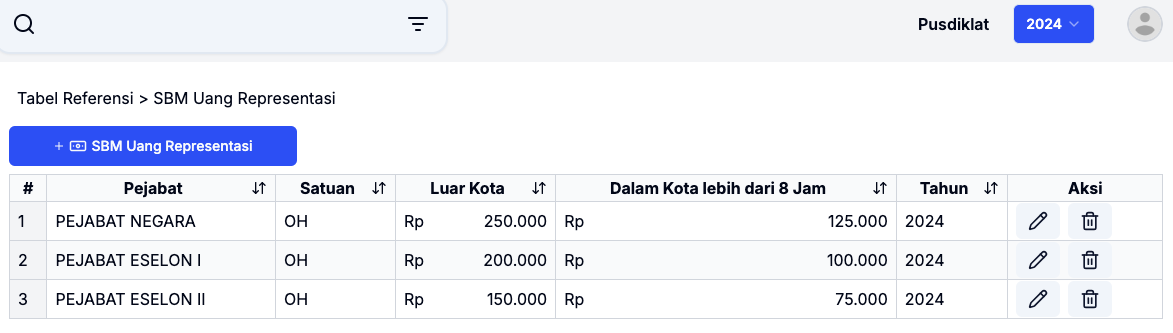 Pusdiklat 2024
Tabel Referensi > SBM Uang Representasi
+ SBM Uang Representasi
# Pejabat Satuan Luar Kota Dalam Kota lebih dari 8 Jam Tahun Aksi
1 PEJABAT NEGARA OH Rp 250.000 Rp 125.000 2024
2 PEJABAT ESELON I OH Rp 200.000 Rp 100.000 2024
3 PEJABAT ESELON II OH Rp 150.000 Rp 75.000 2024